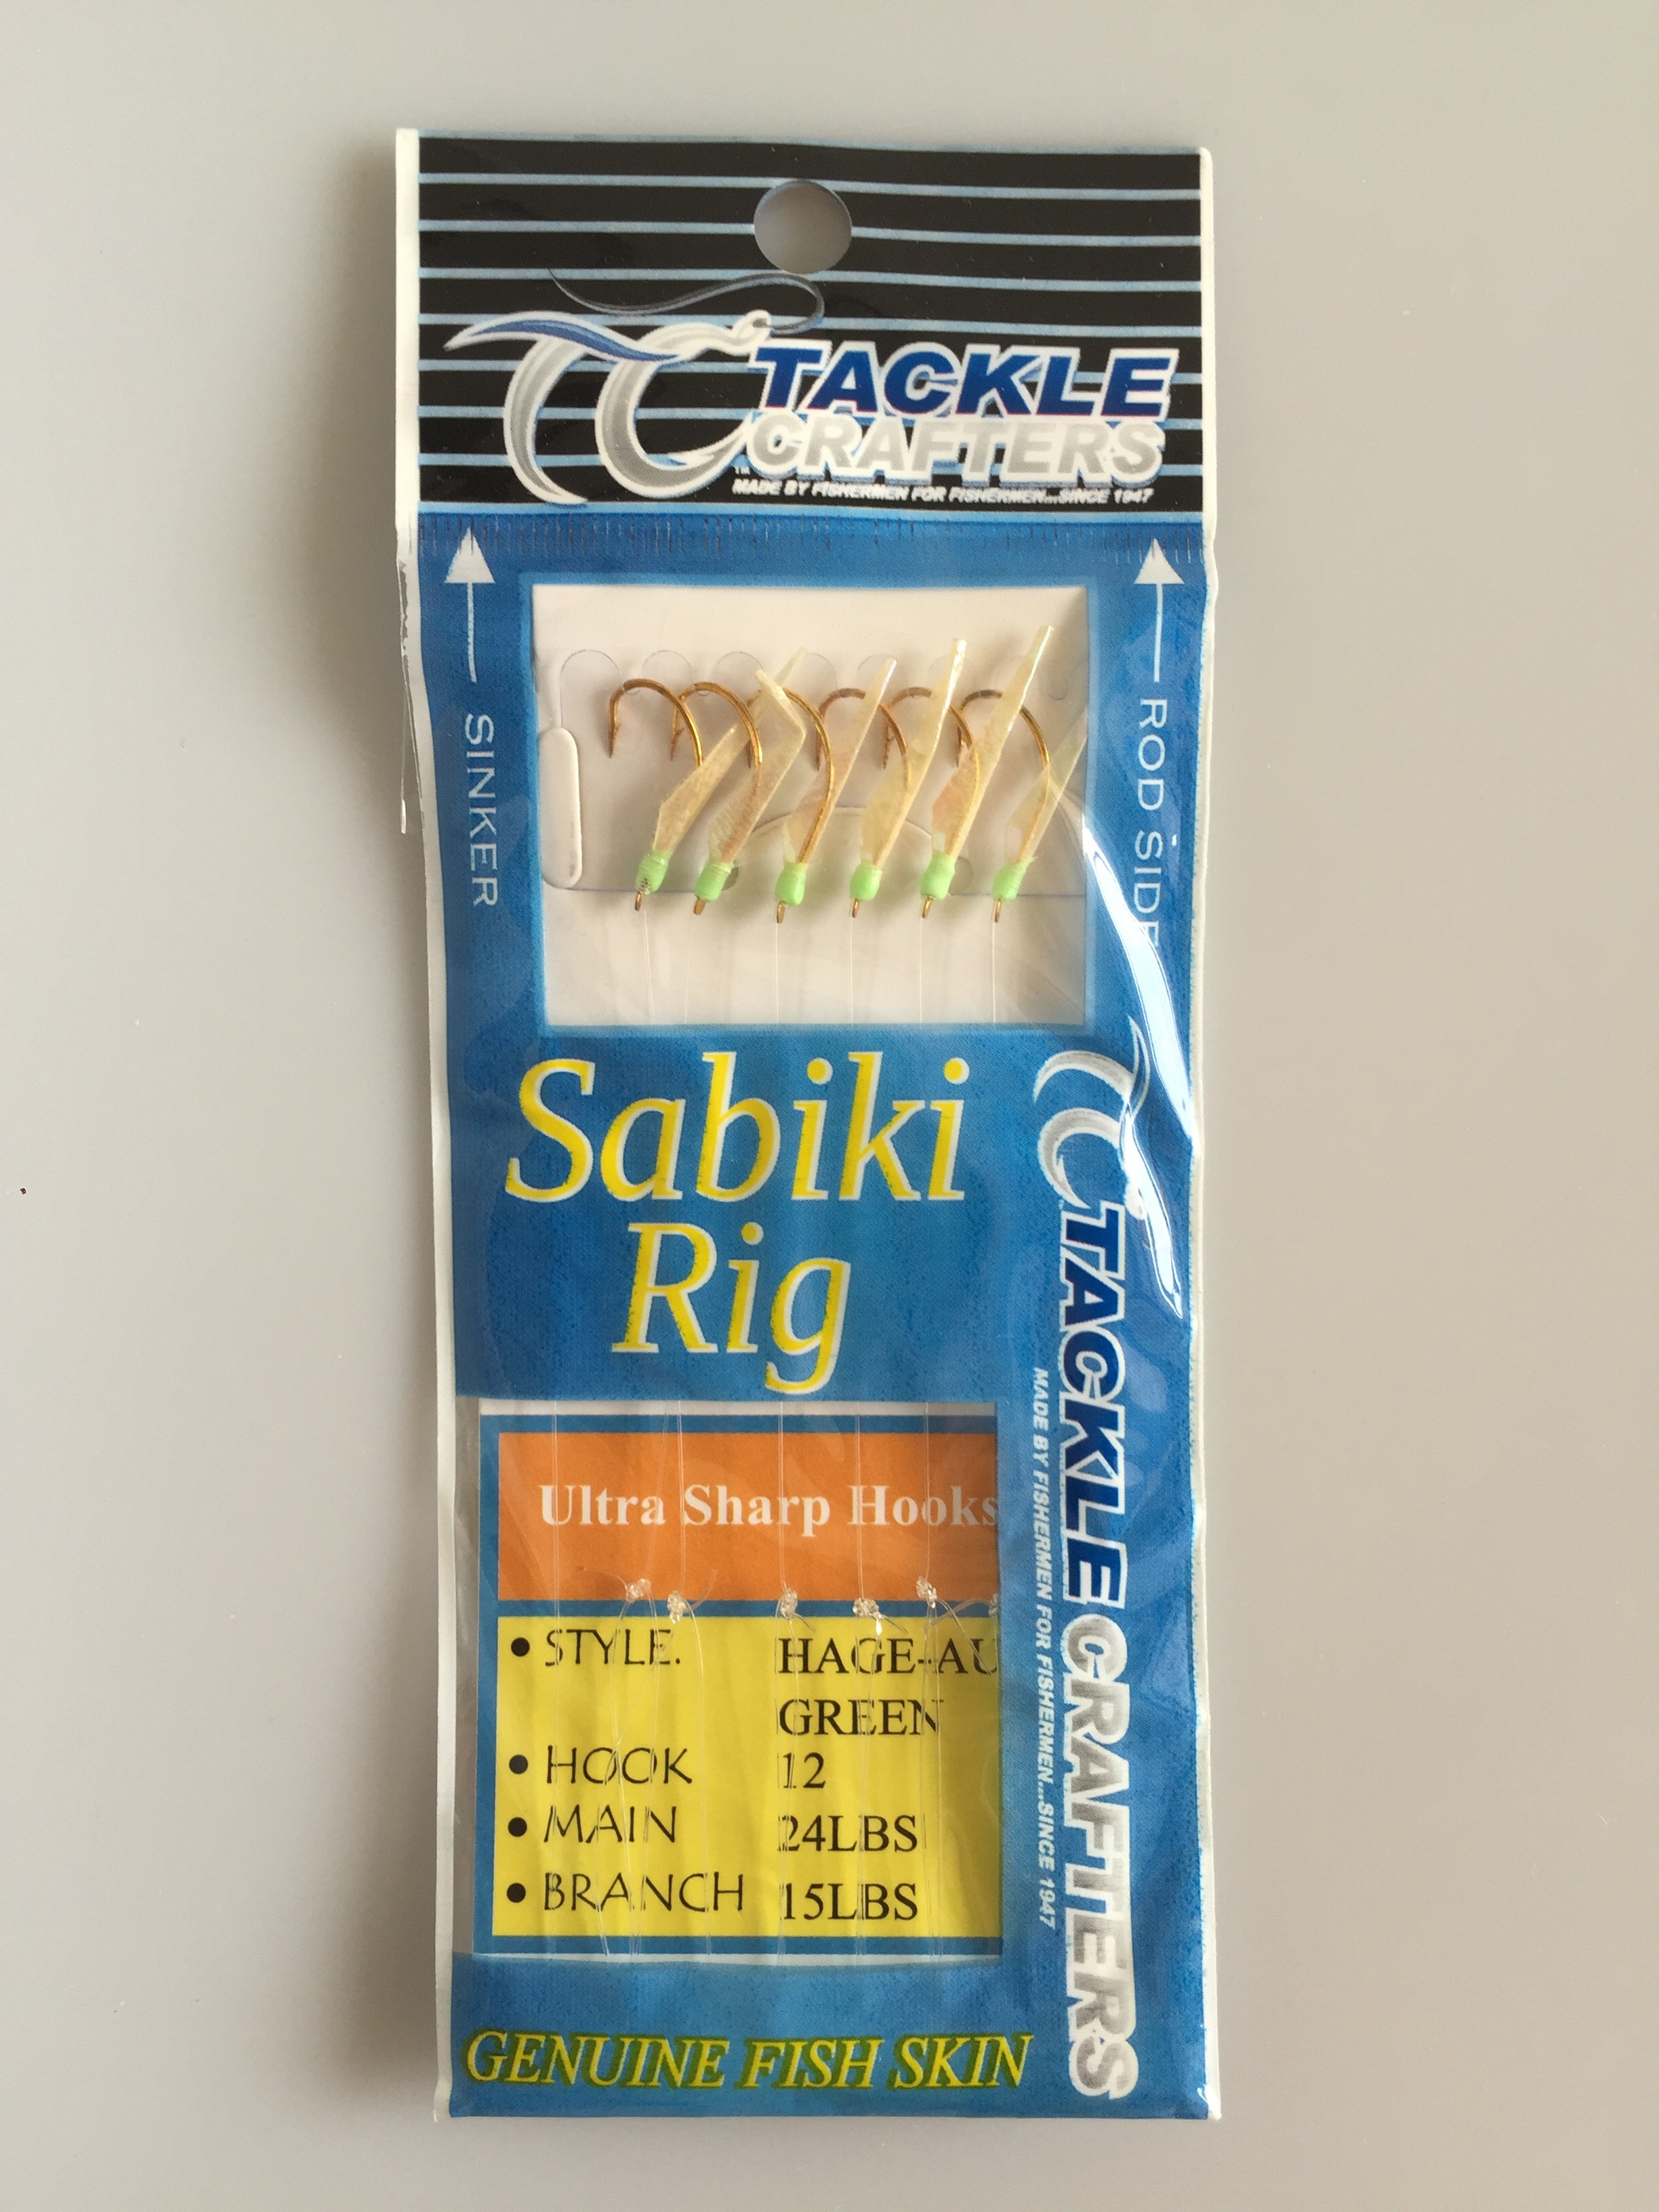 TACKLE
CRAFTERS
TM
MADE BY FISHERMEN FOR FISHERMEN...SINCE 1947
SINKER
ROD SIDE
Sabiki
Rig
TACKLE CRAFTERS
MADE BY FISHERMEN FOR FISHERMEN...SINCE 1947
Ultra Sharp Hooks
• STYLE. HAGE-AU
GREEN
• HOOK 12
• MAIN 24LBS
• BRANCH 15LBS
GENUINE FISH SKIN